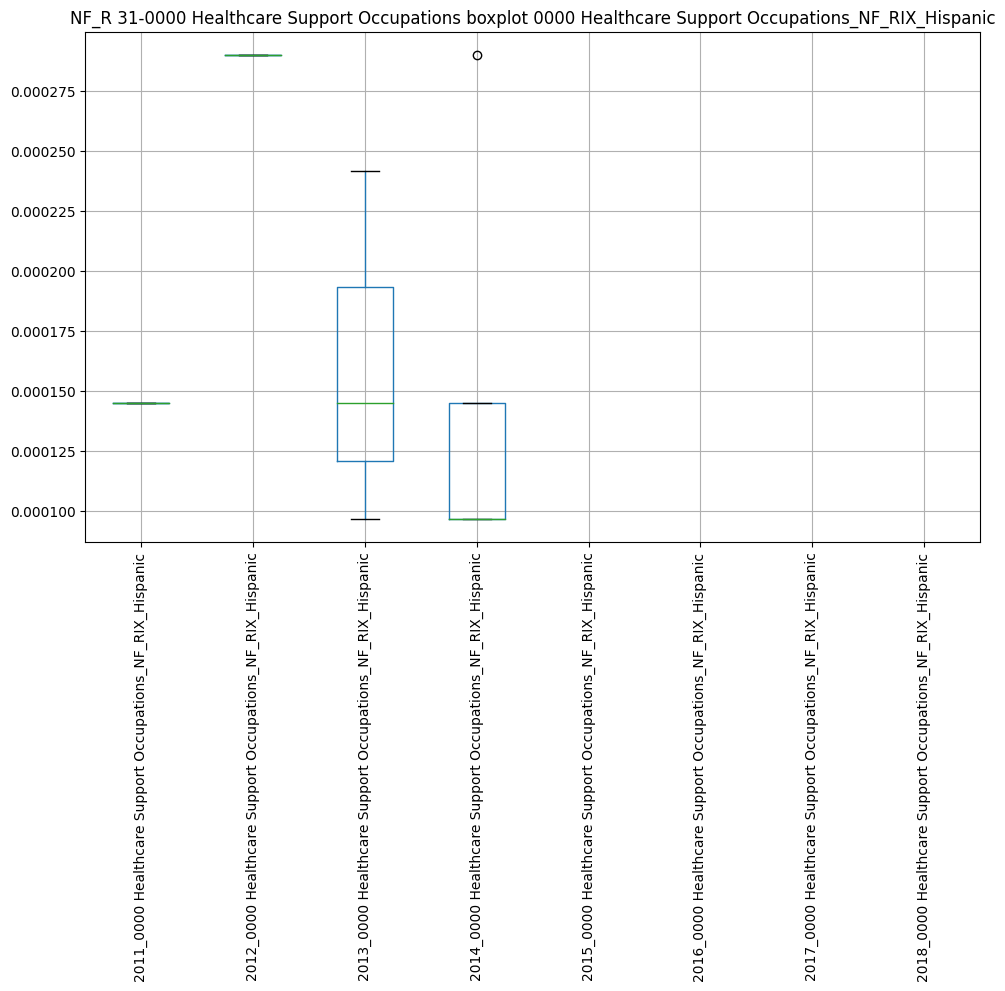 NF_R 31-0000 Healthcare Support Occupations boxplot 0000 Healthcare Support Occupations_NF_RIX_Hispanic
0.000275
0.000250
0.000225
0.000200
0.000175
0.000150
0.000125
0.000100
2011_0000 Healthcare Support Occupations_NF_RIX_Hispanic
2012_0000 Healthcare Support Occupations_NF_RIX_Hispanic
2013_0000 Healthcare Support Occupations_NF_RIX_Hispanic
2014_0000 Healthcare Support Occupations_NF_RIX_Hispanic
2015_0000 Healthcare Support Occupations_NF_RIX_Hispanic
2016_0000 Healthcare Support Occupations_NF_RIX_Hispanic
2017_0000 Healthcare Support Occupations_NF_RIX_Hispanic
2018_0000 Healthcare Support Occupations_NF_RIX_Hispanic